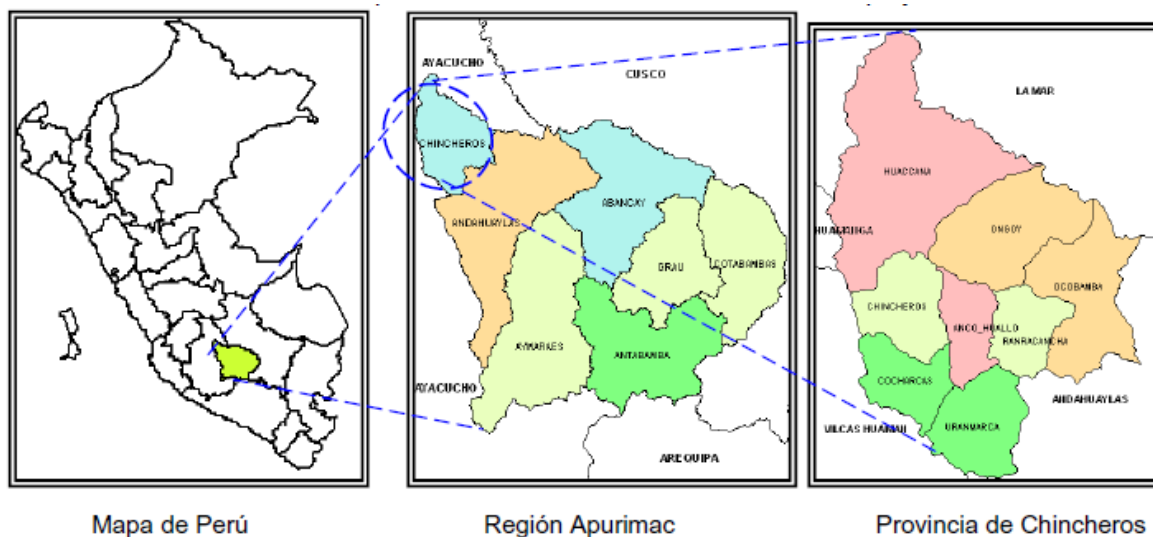 AYACUCHO
CUSCO
CHINCHEROS
ANDAHUAYLAS
ABANCAY
GRAU
COTABAMBAS
AYMARAES
ANTABAMBA
AYACUCHO
AREQUIPA
LA MAR
HUACCANA
HUAMANGA
ONGOY
OCOBAMBA
CHINCHEROS
ANCO_HUALLO
RANRACANCHA
COCHARCAS
ANDAHUAYLAS
VILCAS HUAMAN
URANMARCA
Mapa de Perú
Región Apurimac
Provincia de Chincheros